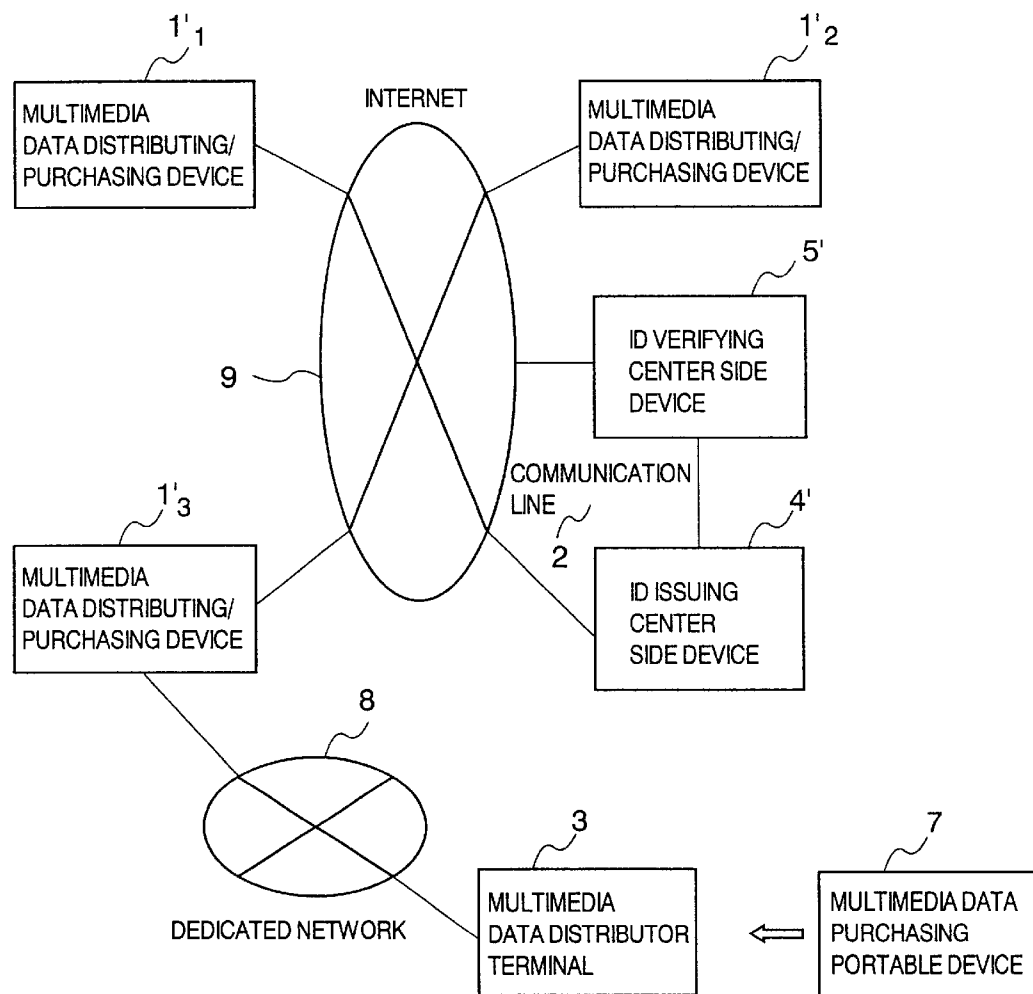 1'1
1'2
INTERNET
MULTIMEDIA
DATA DISTRIBUTING/
PURCHASING DEVICE
MULTIMEDIA
DATA DISTRIBUTING/
PURCHASING DEVICE
5'
ID VERIFYING
CENTER SIDE
DEVICE
9
COMMUNICATION
LINE
2
1'3
4'
MULTIMEDIA
DATA DISTRIBUTING/
PURCHASING DEVICE
ID ISSUING
CENTER
SIDE DEVICE
8
DEDICATED NETWORK
3
7
MULTIMEDIA
DATA DISTRIBUTOR
TERMINAL
MULTIMEDIA DATA
PURCHASING
PORTABLE DEVICE